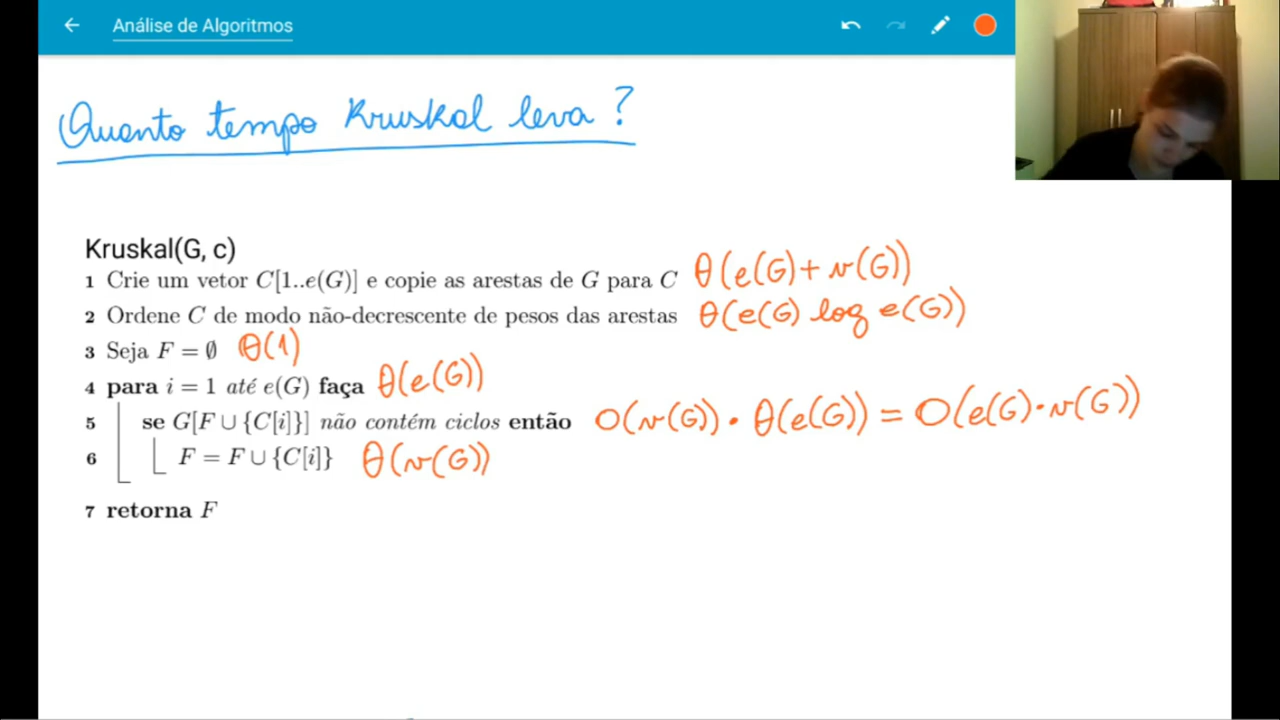 Análise de Algoritmos
Quanto tempo Kruskal leva?
Kruskal(G, c)
1 Crie um vetor C[1..e(G)] e copie as arestas de G para C θ(e(G)+v(G))
2 Ordene C de modo não-decrescente de pesos das arestas θ(e(G) log e(G))
3 Seja F = ∅ θ(1)
4 para i = 1 até e(G) faça θ(e(G))
5 se G[F ∪ {C[i]}] não contém ciclos então O(v(G)) · θ(e(G)) = O(e(G)·v(G))
6 F = F ∪ {C[i]} θ(v(G))
7 retorna F